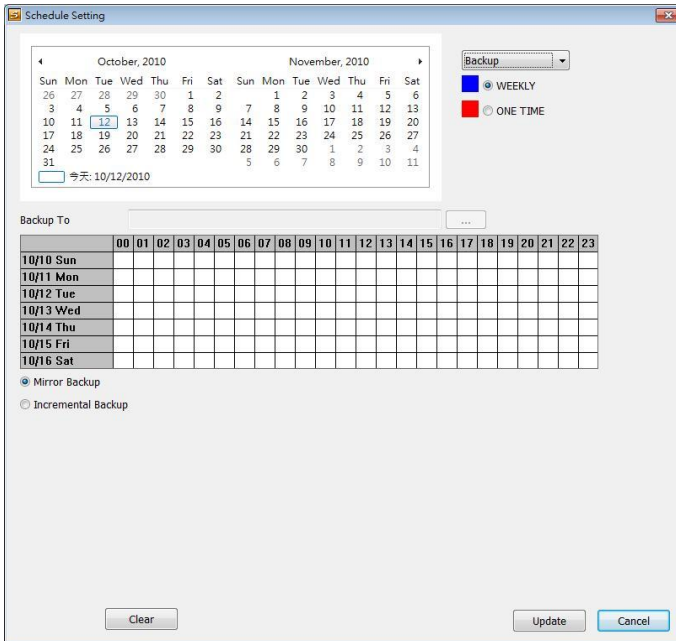 Schedule Setting
October, 2010 November, 2010
Sun Mon Tue Wed Thu Fri Sat Sun Mon Tue Wed Thu Fri Sat
26 27 28 29 30 1 2 1 2 3 4 5 6
3 4 5 6 7 8 9 7 8 9 10 11 12 13
10 11 12 13 14 15 16 14 15 16 17 18 19 20
17 18 19 20 21 22 23 21 22 23 24 25 26 27
24 25 26 27 28 29 30 28 29 30 1 2 3 4
31 5 6 7 8 9 10 11
今天: 10/12/2010
Backup
WEEKLY
ONE TIME
Backup To ...
00 01 02 03 04 05 06 07 08 09 10 11 12 13 14 15 16 17 18 19 20 21 22 23
10/10 Sun
10/11 Mon
10/12 Tue
10/13 Wed
10/14 Thu
10/15 Fri
10/16 Sat
Mirror Backup
Incremental Backup
Clear Update Cancel